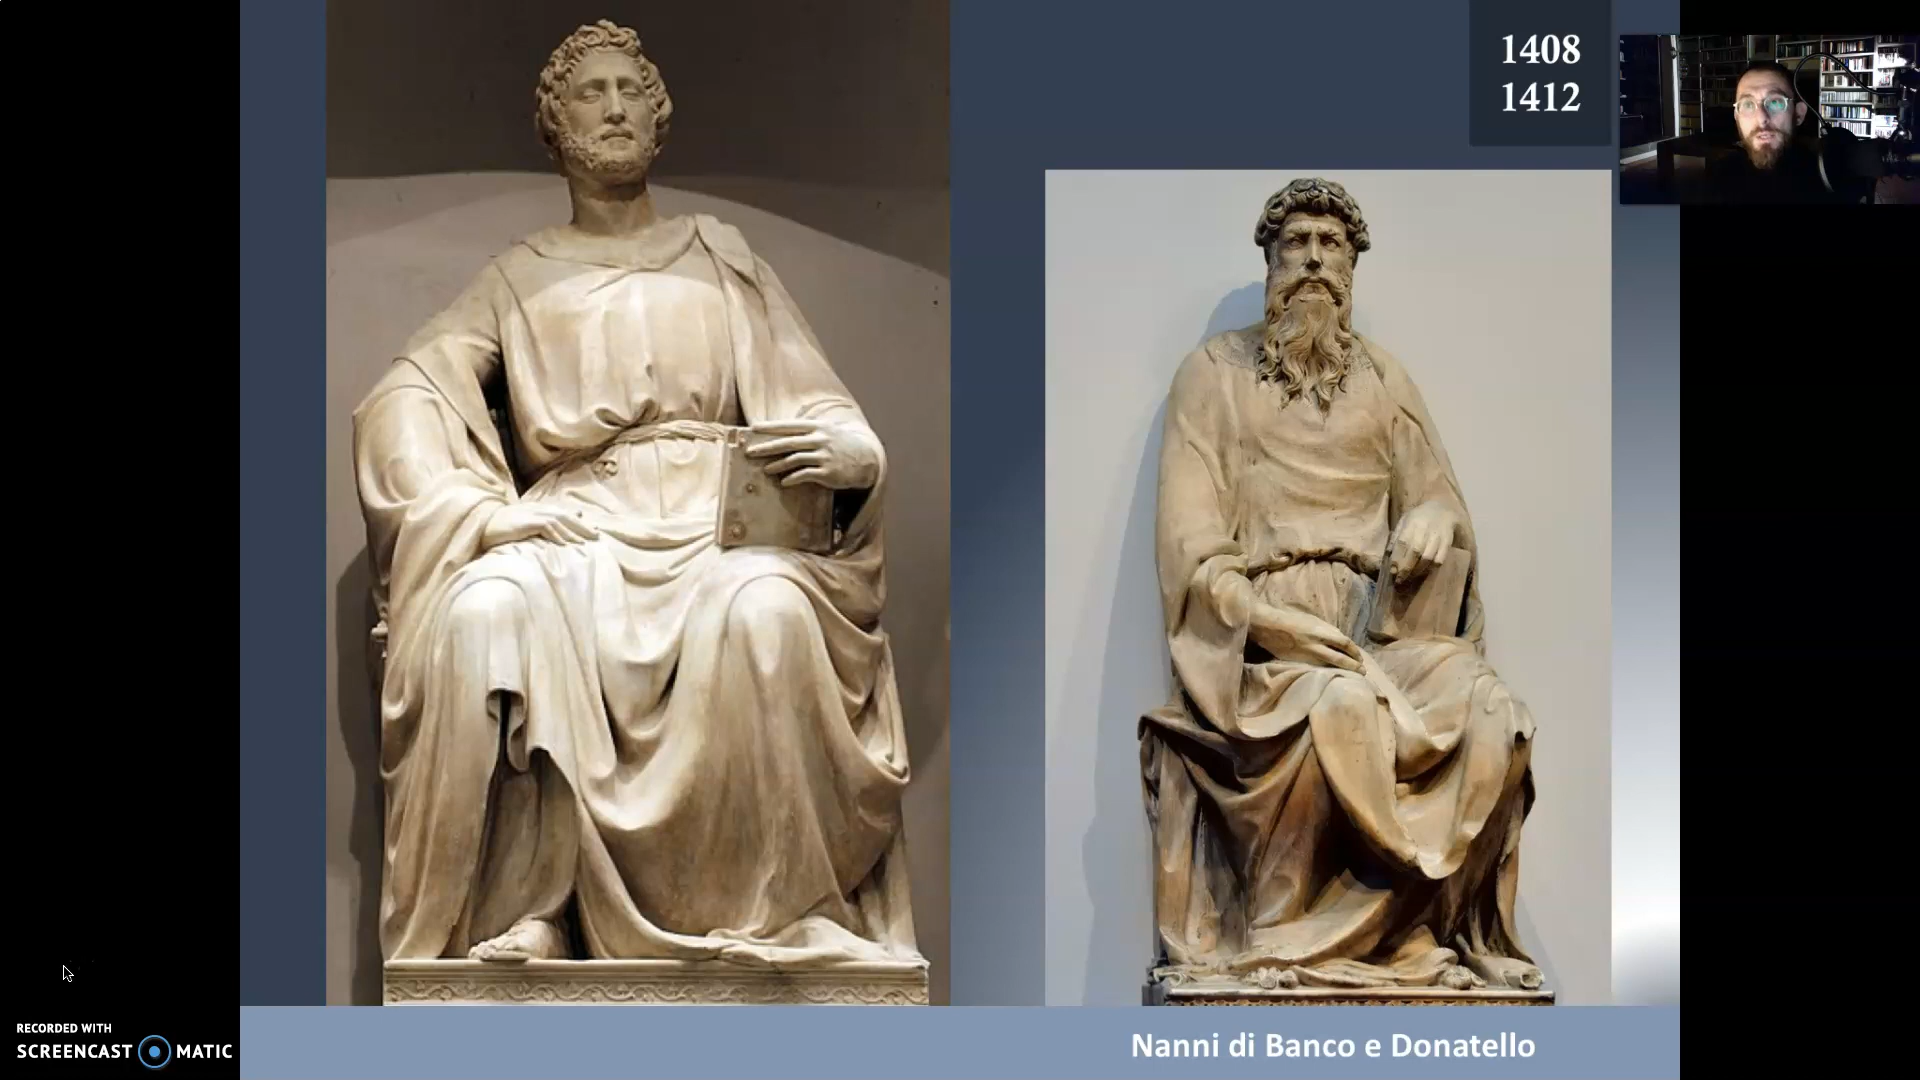 1408
1412
RECORDED WITH
SCREENCAST MATIC
Nanni di Banco e Donatello